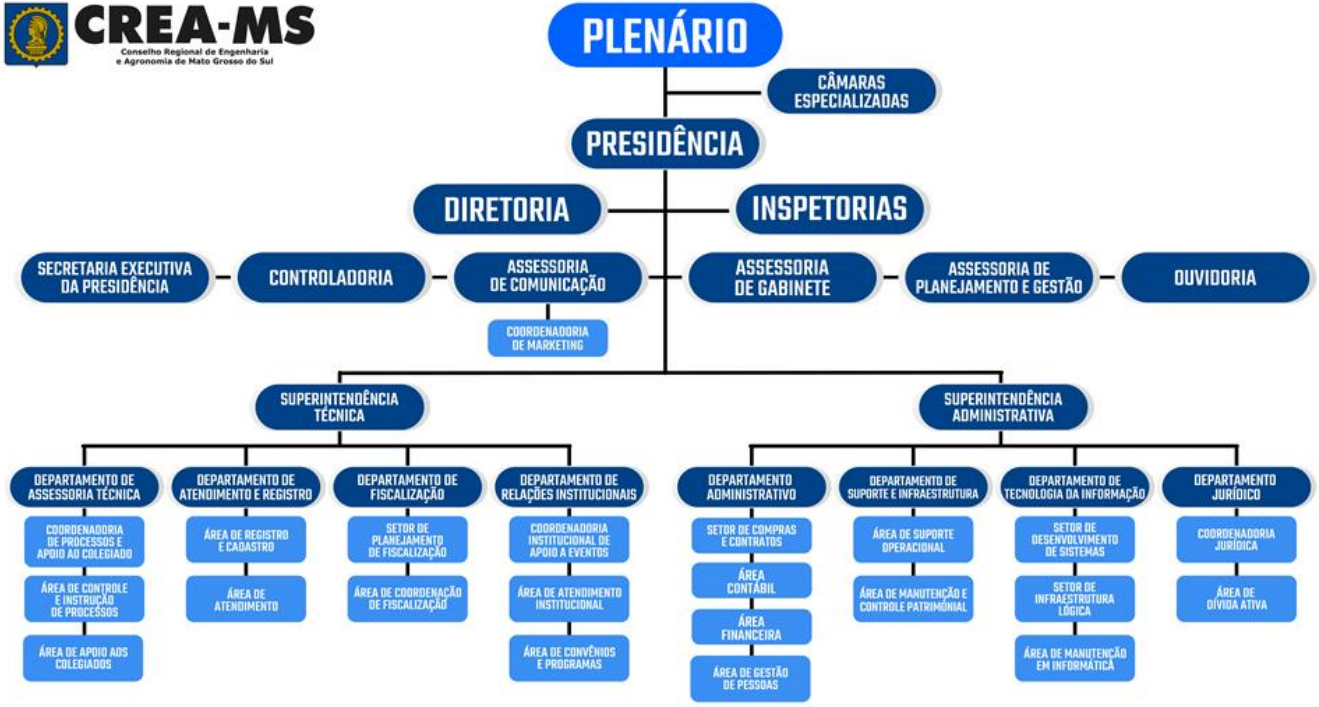 CREA-MS
Conselho Regional de Engenharia
e Agronomia de Mato Grosso do Sul
PLENÁRIO
CÂMARAS
ESPECIALIZADAS
PRESIDÊNCIA
DIRETORIA
INSPETORIAS
SECRETARIA EXECUTIVA
DA PRESIDÊNCIA
CONTROLADORIA
ASSESSORIA
DE COMUNICAÇÃO
ASSESSORIA
DE GABINETE
ASSESSORIA DE
PLANEJAMENTO E GESTÃO
OUVIDORIA
COORDENADORIA
DE MARKETING
SUPERINTENDÊNCIA
TÉCNICA
SUPERINTENDÊNCIA
ADMINISTRATIVA
DEPARTAMENTO DE
ASSESSORIA TÉCNICA
COORDENADORIA
DE PROCESSOS E
APOIO AO COLEGIADO
ÁREA DE CONTROLE
E INSTRUÇÃO
DE PROCESSOS
ÁREA DE APOIO AOS
COLEGIADOS
DEPARTAMENTO DE
ATENDIMENTO E REGISTRO
ÁREA DE REGISTRO
E CADASTRO
ÁREA DE
ATENDIMENTO
DEPARTAMENTO DE
FISCALIZAÇÃO
SETOR DE
PLANEJAMENTO
DE FISCALIZAÇÃO
ÁREA DE COORDENAÇÃO
DE FISCALIZAÇÃO
DEPARTAMENTO DE
RELAÇÕES INSTITUCIONAIS
COORDENADORIA
INSTITUCIONAL DE
APOIO A EVENTOS
ÁREA DE ATENDIMENTO
INSTITUCIONAL
ÁREA DE CONVÊNIOS
E PROGRAMAS
DEPARTAMENTO
ADMINISTRATIVO
SETOR DE COMPRAS
E CONTRATOS
ÁREA
CONTÁBIL
ÁREA
FINANCEIRA
ÁREA DE GESTÃO
DE PESSOAS
DEPARTAMENTO DE
SUPORTE E INFRAESTRUTURA
ÁREA DE SUPORTE
OPERACIONAL
ÁREA DE MANUTENÇÃO E
CONTROLE PATRIMONIAL
DEPARTAMENTO DE
TECNOLOGIA DA INFORMAÇÃO
SETOR DE
DESENVOLVIMENTO
DE SISTEMAS
SETOR DE
INFRAESTRUTURA
LÓGICA
ÁREA DE MANUTENÇÃO
EM INFORMÁTICA
DEPARTAMENTO
JURÍDICO
COORDENADORIA
JURÍDICA
ÁREA DE
DÍVIDA ATIVA